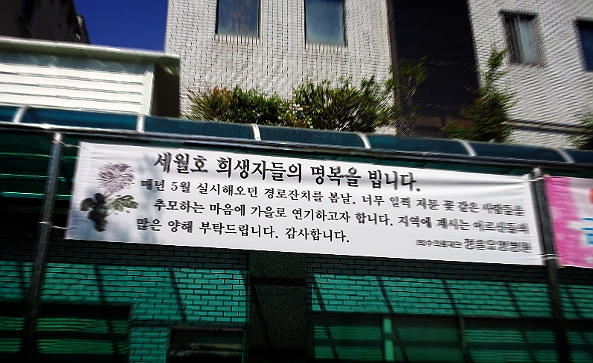 세월호 희생자들의 명복을 빕니다.
매년 5월 실시해오던 경로잔치를 봄날, 너무 일찍 저문 꽃 같은 사람들을
추모하는 마음에 가을로 연기하고자 합니다. 지역에 계시는 어르신들의
많은 양해 부탁드립니다. 감사합니다.